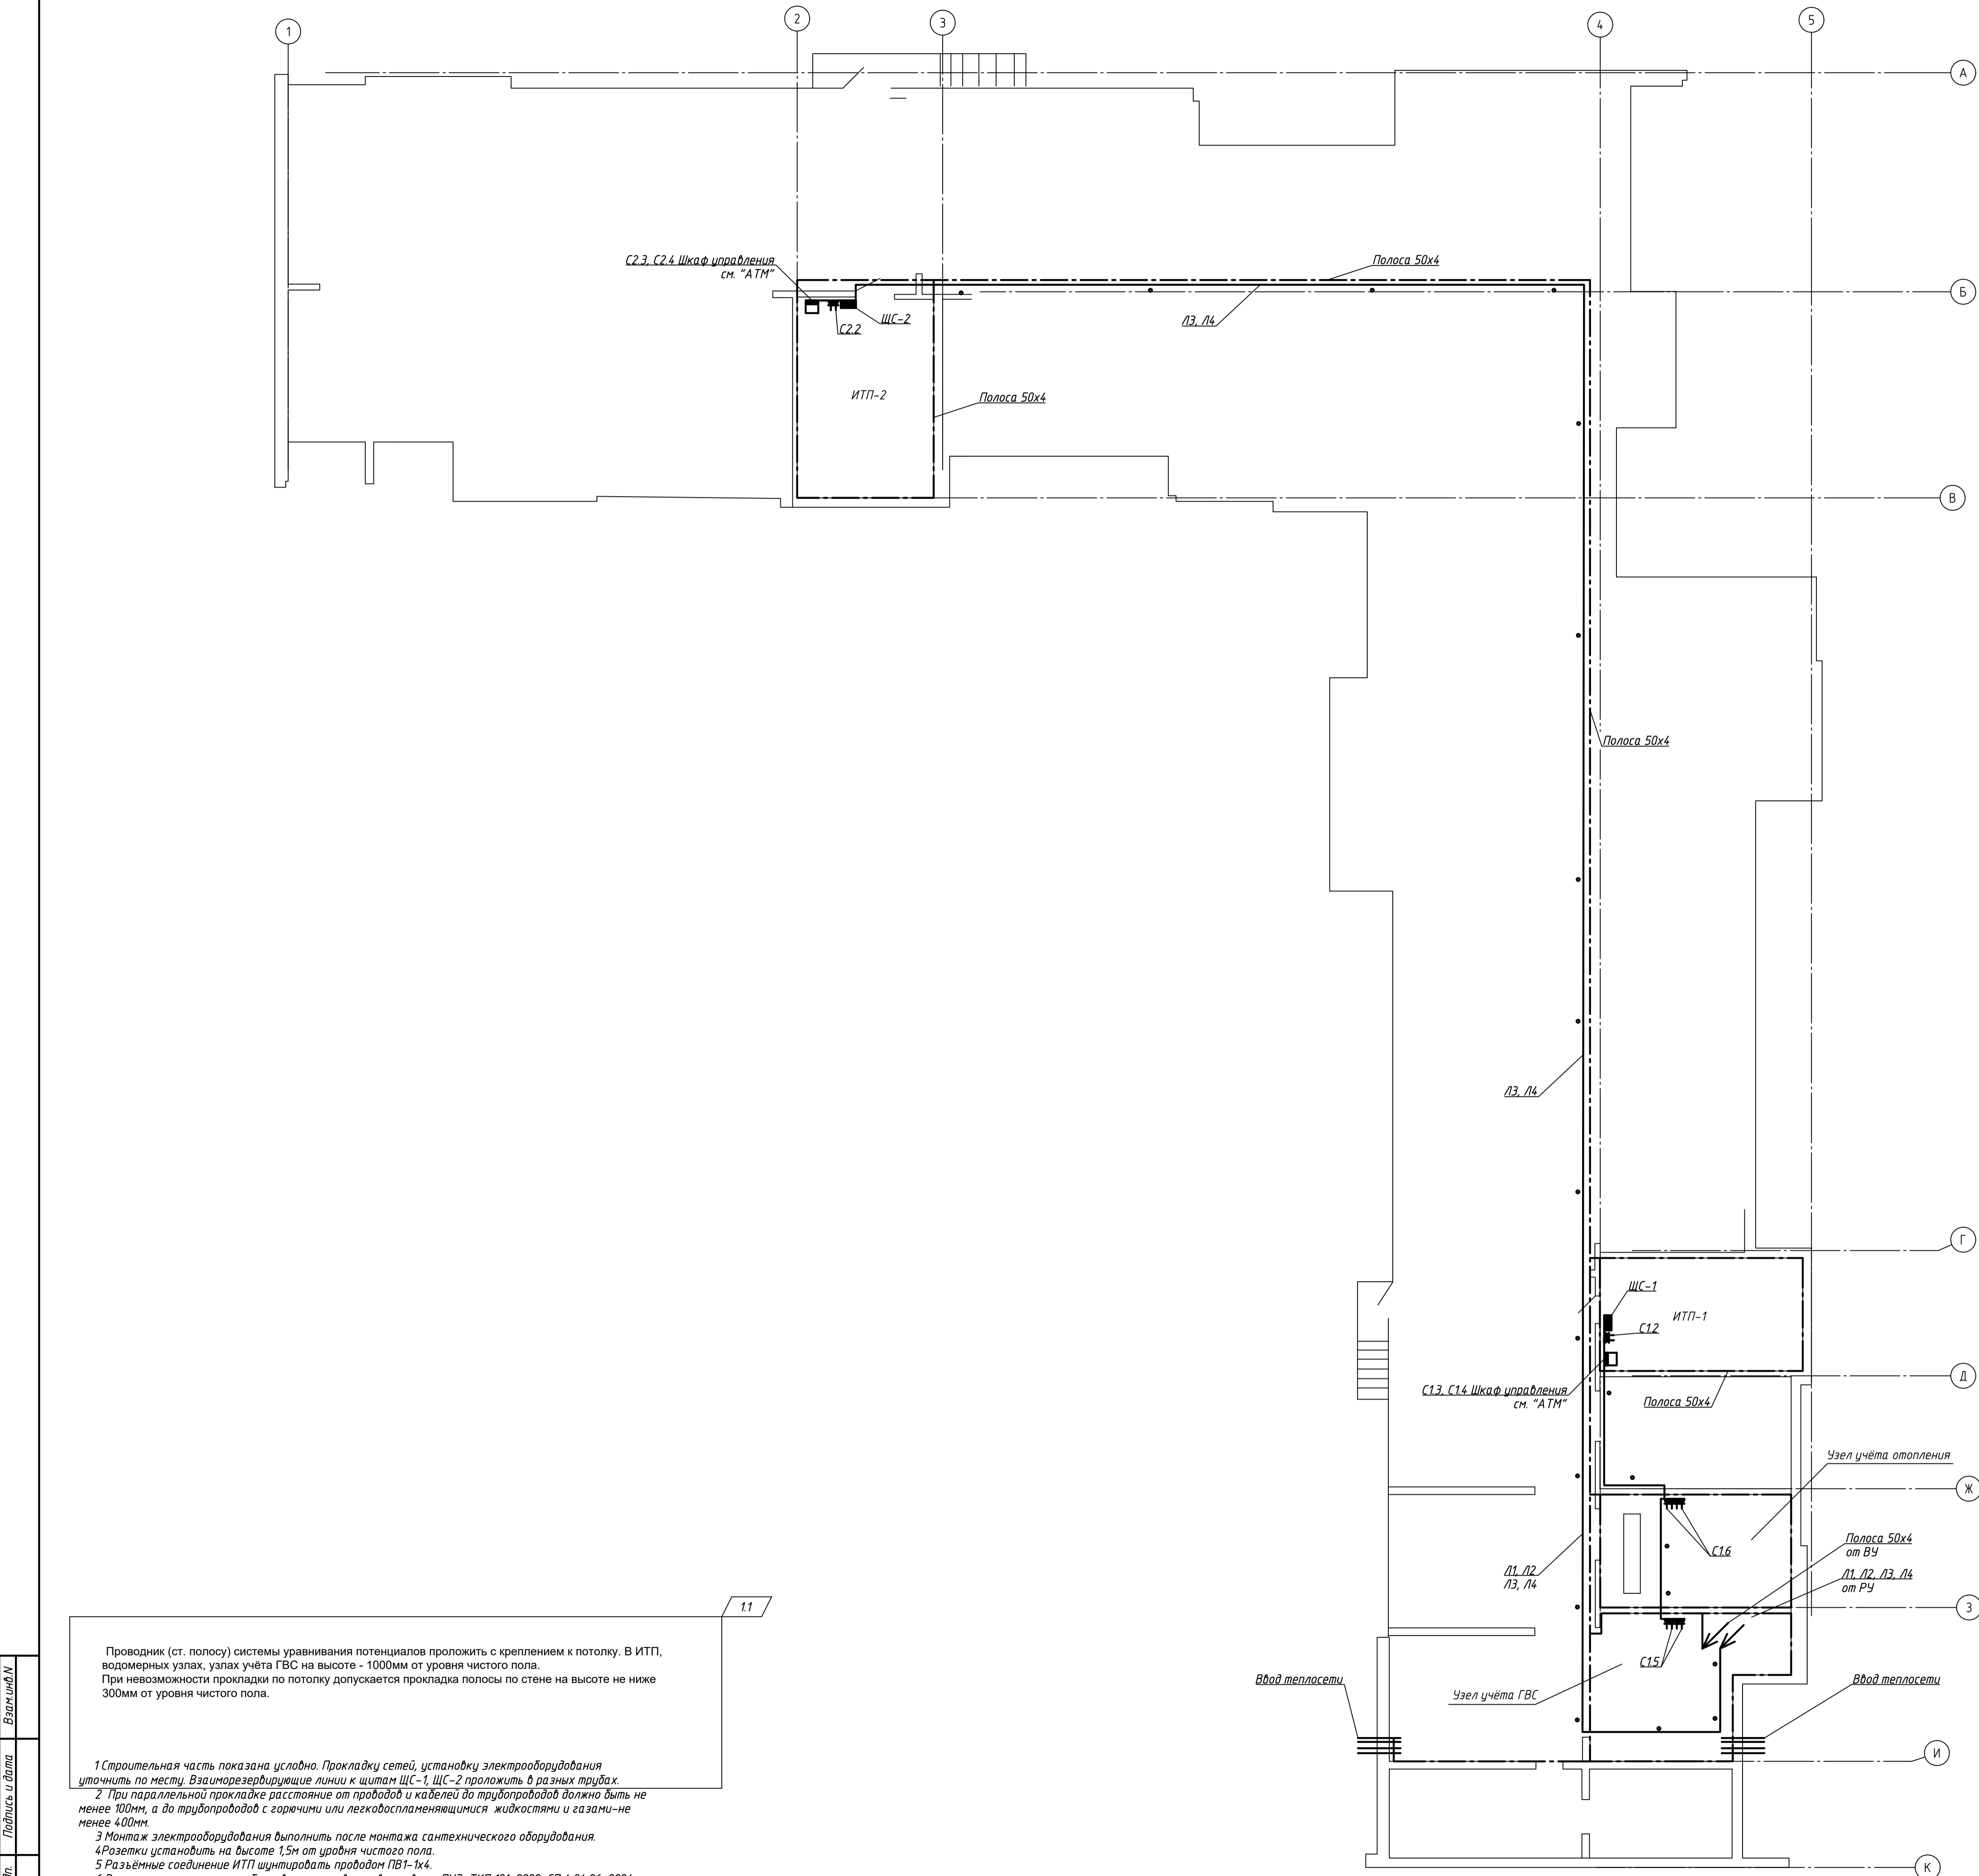 1
2
3
4
5
А
Б
В
Г
Д
Ж
З
И
К
С2.3, С2.4 Шкаф управления
см. "АТМ"
ЩС-2
С2.2
ИТП-2
Полоса 50х4
Полоса 50х4
Л3, Л4
Полоса 50х4
Л3, Л4
ЩС-1
ИТП-1
С1.2
С1.3, С1.4 Шкаф управления
см. "АТМ"
Полоса 50х4
Узел учёта отопления
С1.6
Полоса 50х4
от ВУ
Л1, Л2
Л3, Л4
Л1, Л2, Л3, Л4
от РУ
С1.5
Узел учёта ГВС
Ввод теплосети
Ввод теплосети
1.1
Проводник (ст. полосу) системы уравнивания потенциалов проложить с креплением к потолку. В ИТП,
водомерных узлах, узлах учёта ГВС на высоте - 1000мм от уровня чистого пола.
При невозможности прокладки по потолку допускается прокладка полосы по стене на высоте не ниже
300мм от уровня чистого пола.
1 Строительная часть показана условно. Прокладку сетей, установку электрооборудования
уточнить по месту. Взаиморезервирующие линии к щитам ЩС-1, ЩС-2 проложить в разных трубах.
2 При параллельной прокладке расстояние от проводов и кабелей до трубопроводов должно быть не
менее 100мм, а до трубопроводов с горючими или легковоспламеняющимися жидкостями и газами-не
менее 400мм.
3 Монтаж электрооборудования выполнить после монтажа сантехнического оборудования.
4Розетки установить на высоте 1,5м от уровня чистого пола.
5 Разъёмные соединение ИТП шунтировать проводом ПВ1-1х4.
Взам.инв.N
Подпись и дата